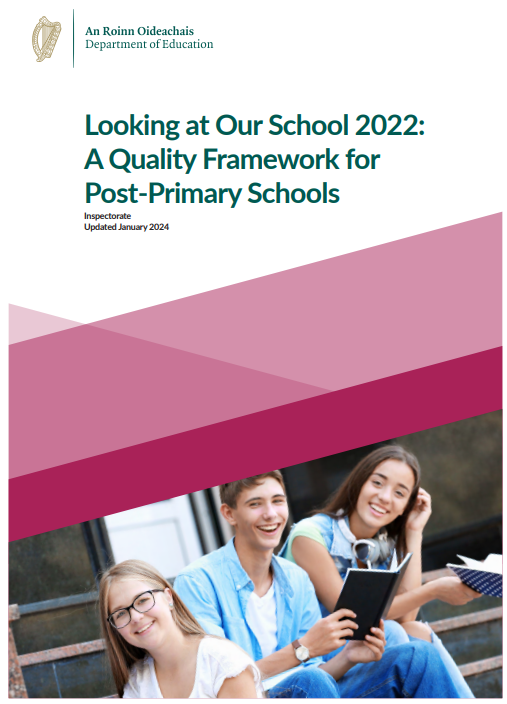 An Roinn Oideachais
Department of Education
Looking at Our School 2022:
A Quality Framework for
Post-Primary Schools
Inspectorate
Updated January 2024